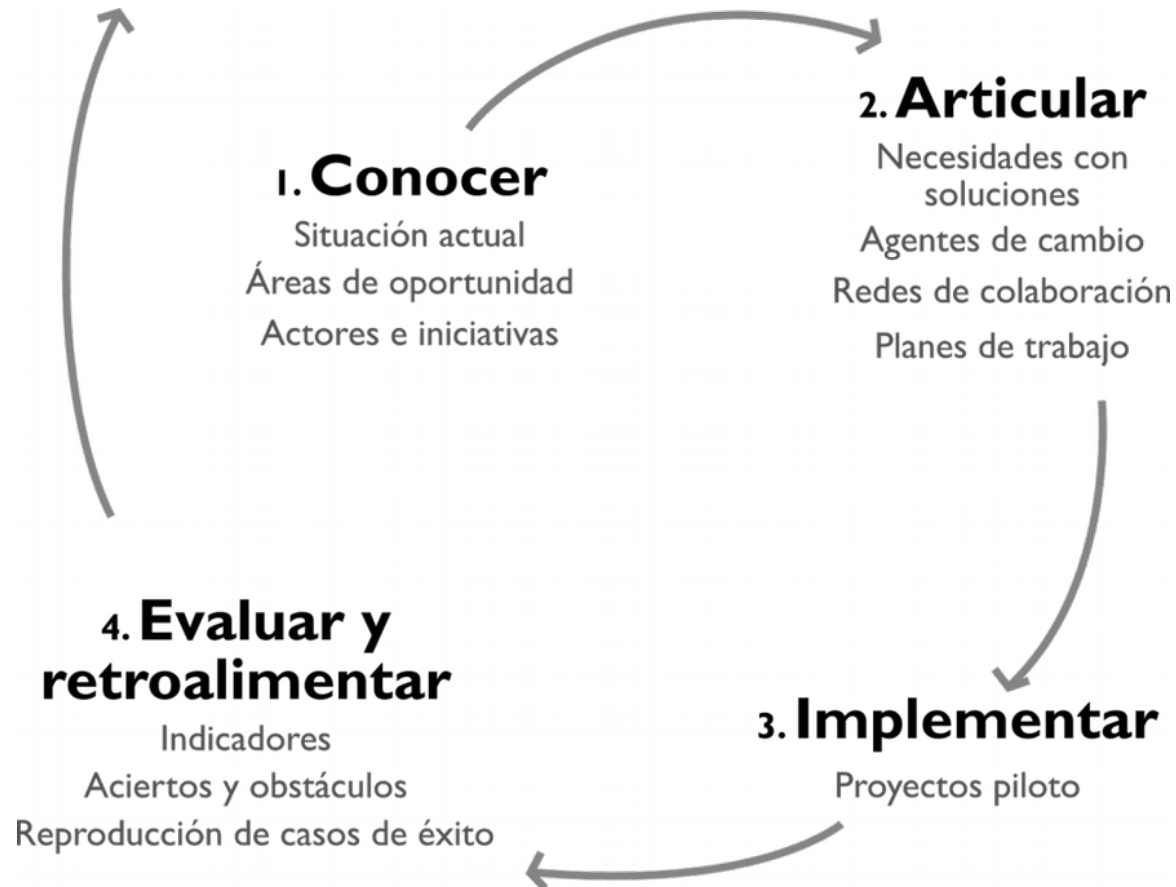 1. Conocer
Situación actual
Áreas de oportunidad
Actores e iniciativas
2. Articular
Necesidades con
soluciones
Agentes de cambio
Redes de colaboración
Planes de trabajo
3. Implementar
Proyectos piloto
4. Evaluar y
retroalimentar
Indicadores
Aciertos y obstáculos
Reproducción de casos de éxito